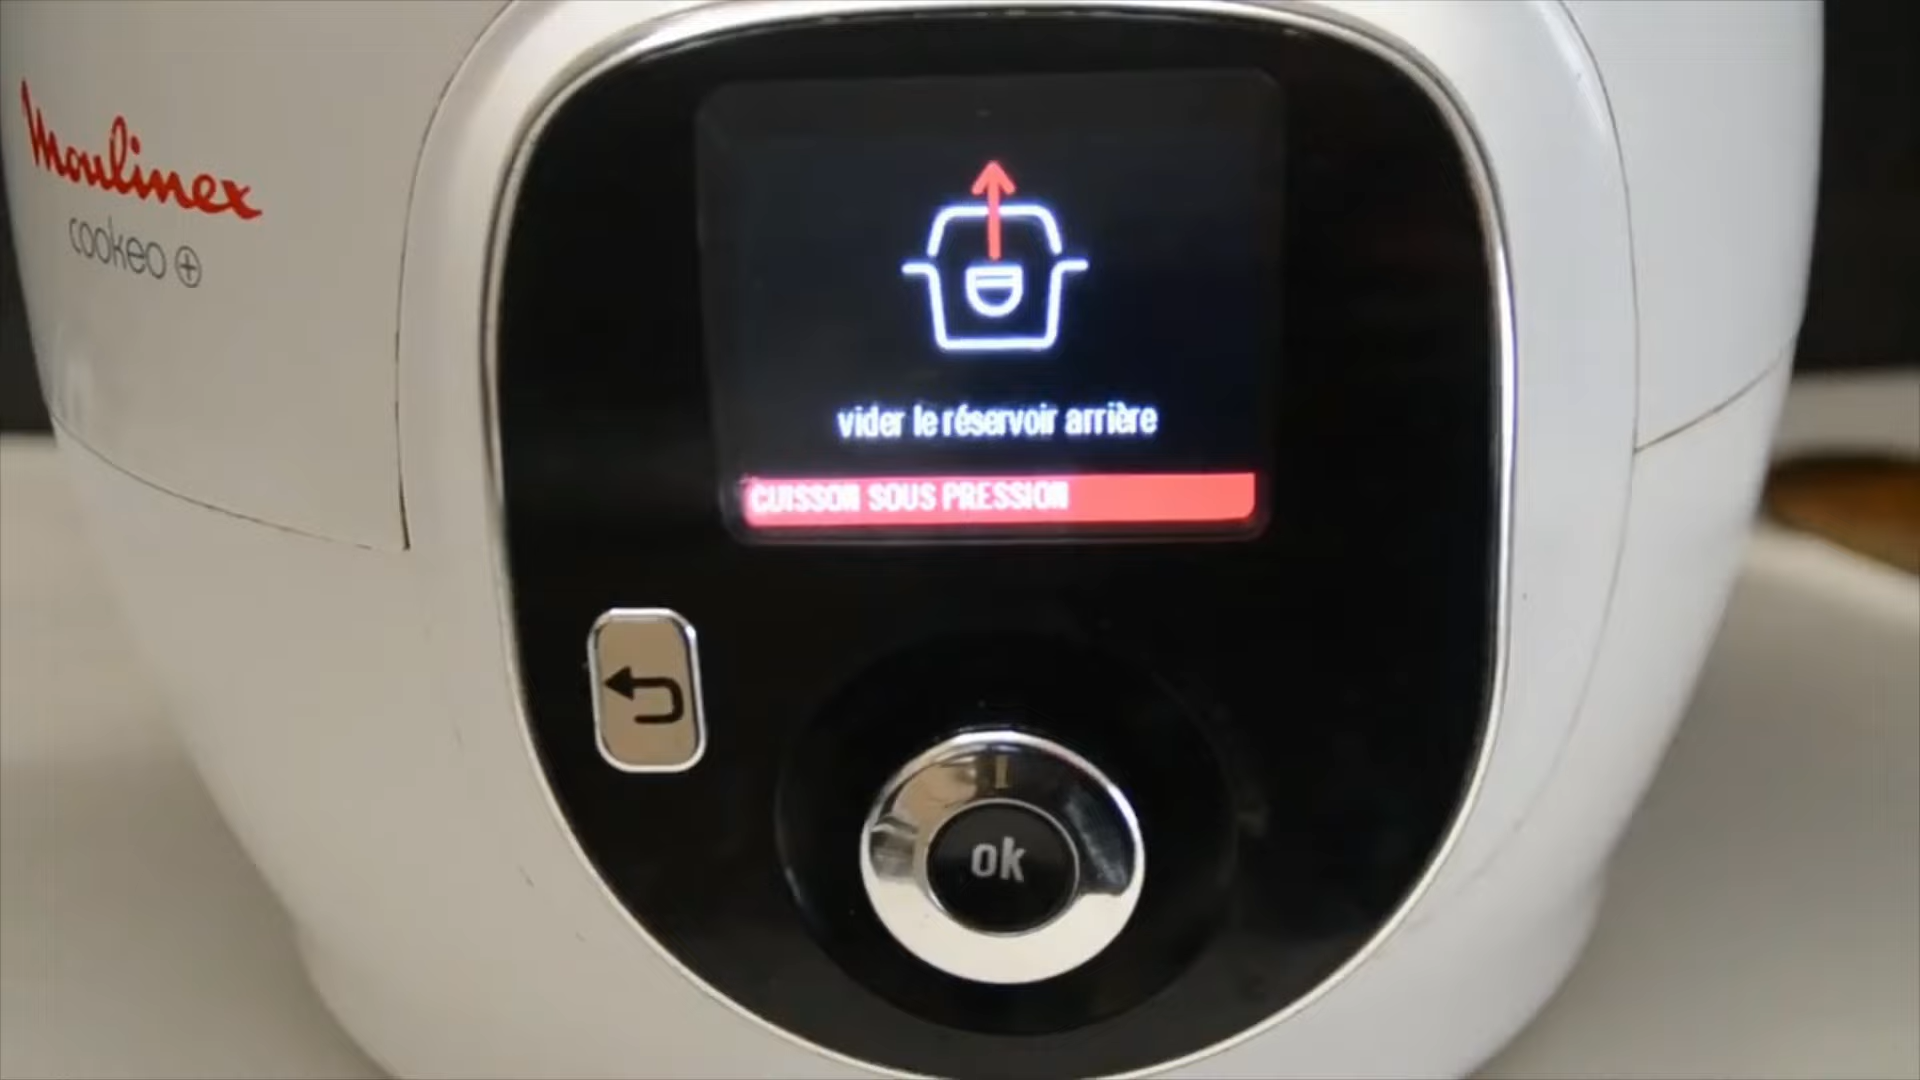 Moulinex
cookeo
vider le réservoir arrière
CUISSON SOUS PRESSION
ok